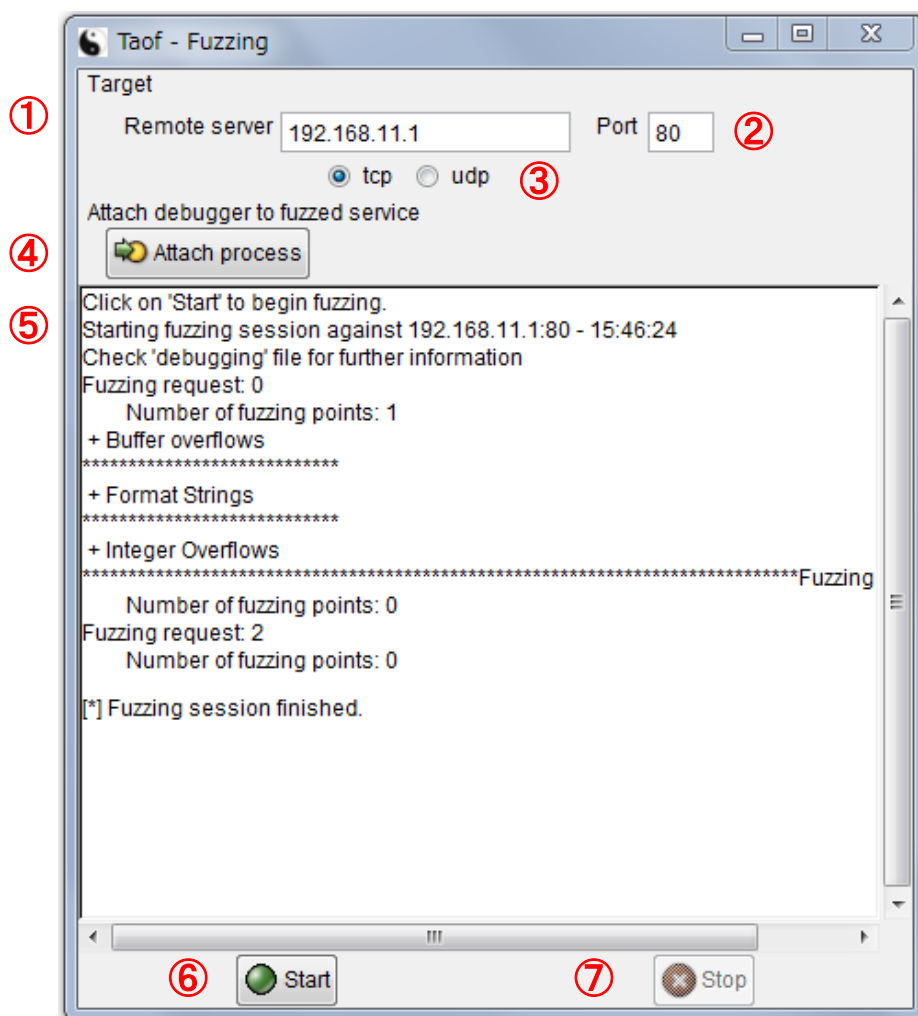 Taof - Fuzzing
Target
① Remote server 192.168.11.1 Port 80 ②
tcp udp ③
Attach debugger to fuzzed service
④ Attach process
Click on 'Start' to begin fuzzing.
⑤ Starting fuzzing session against 192.168.11.1:80 - 15:46:24
Check 'debugging' file for further information
Fuzzing request: 0
Number of fuzzing points: 1
+ Buffer overflows
****************************
+ Format Strings
****************************
+ Integer Overflows
******************************************************************************Fuzzing
Number of fuzzing points: 0
Fuzzing request: 2
Number of fuzzing points: 0
[*] Fuzzing session finished.
⑥ Start ⑦ Stop